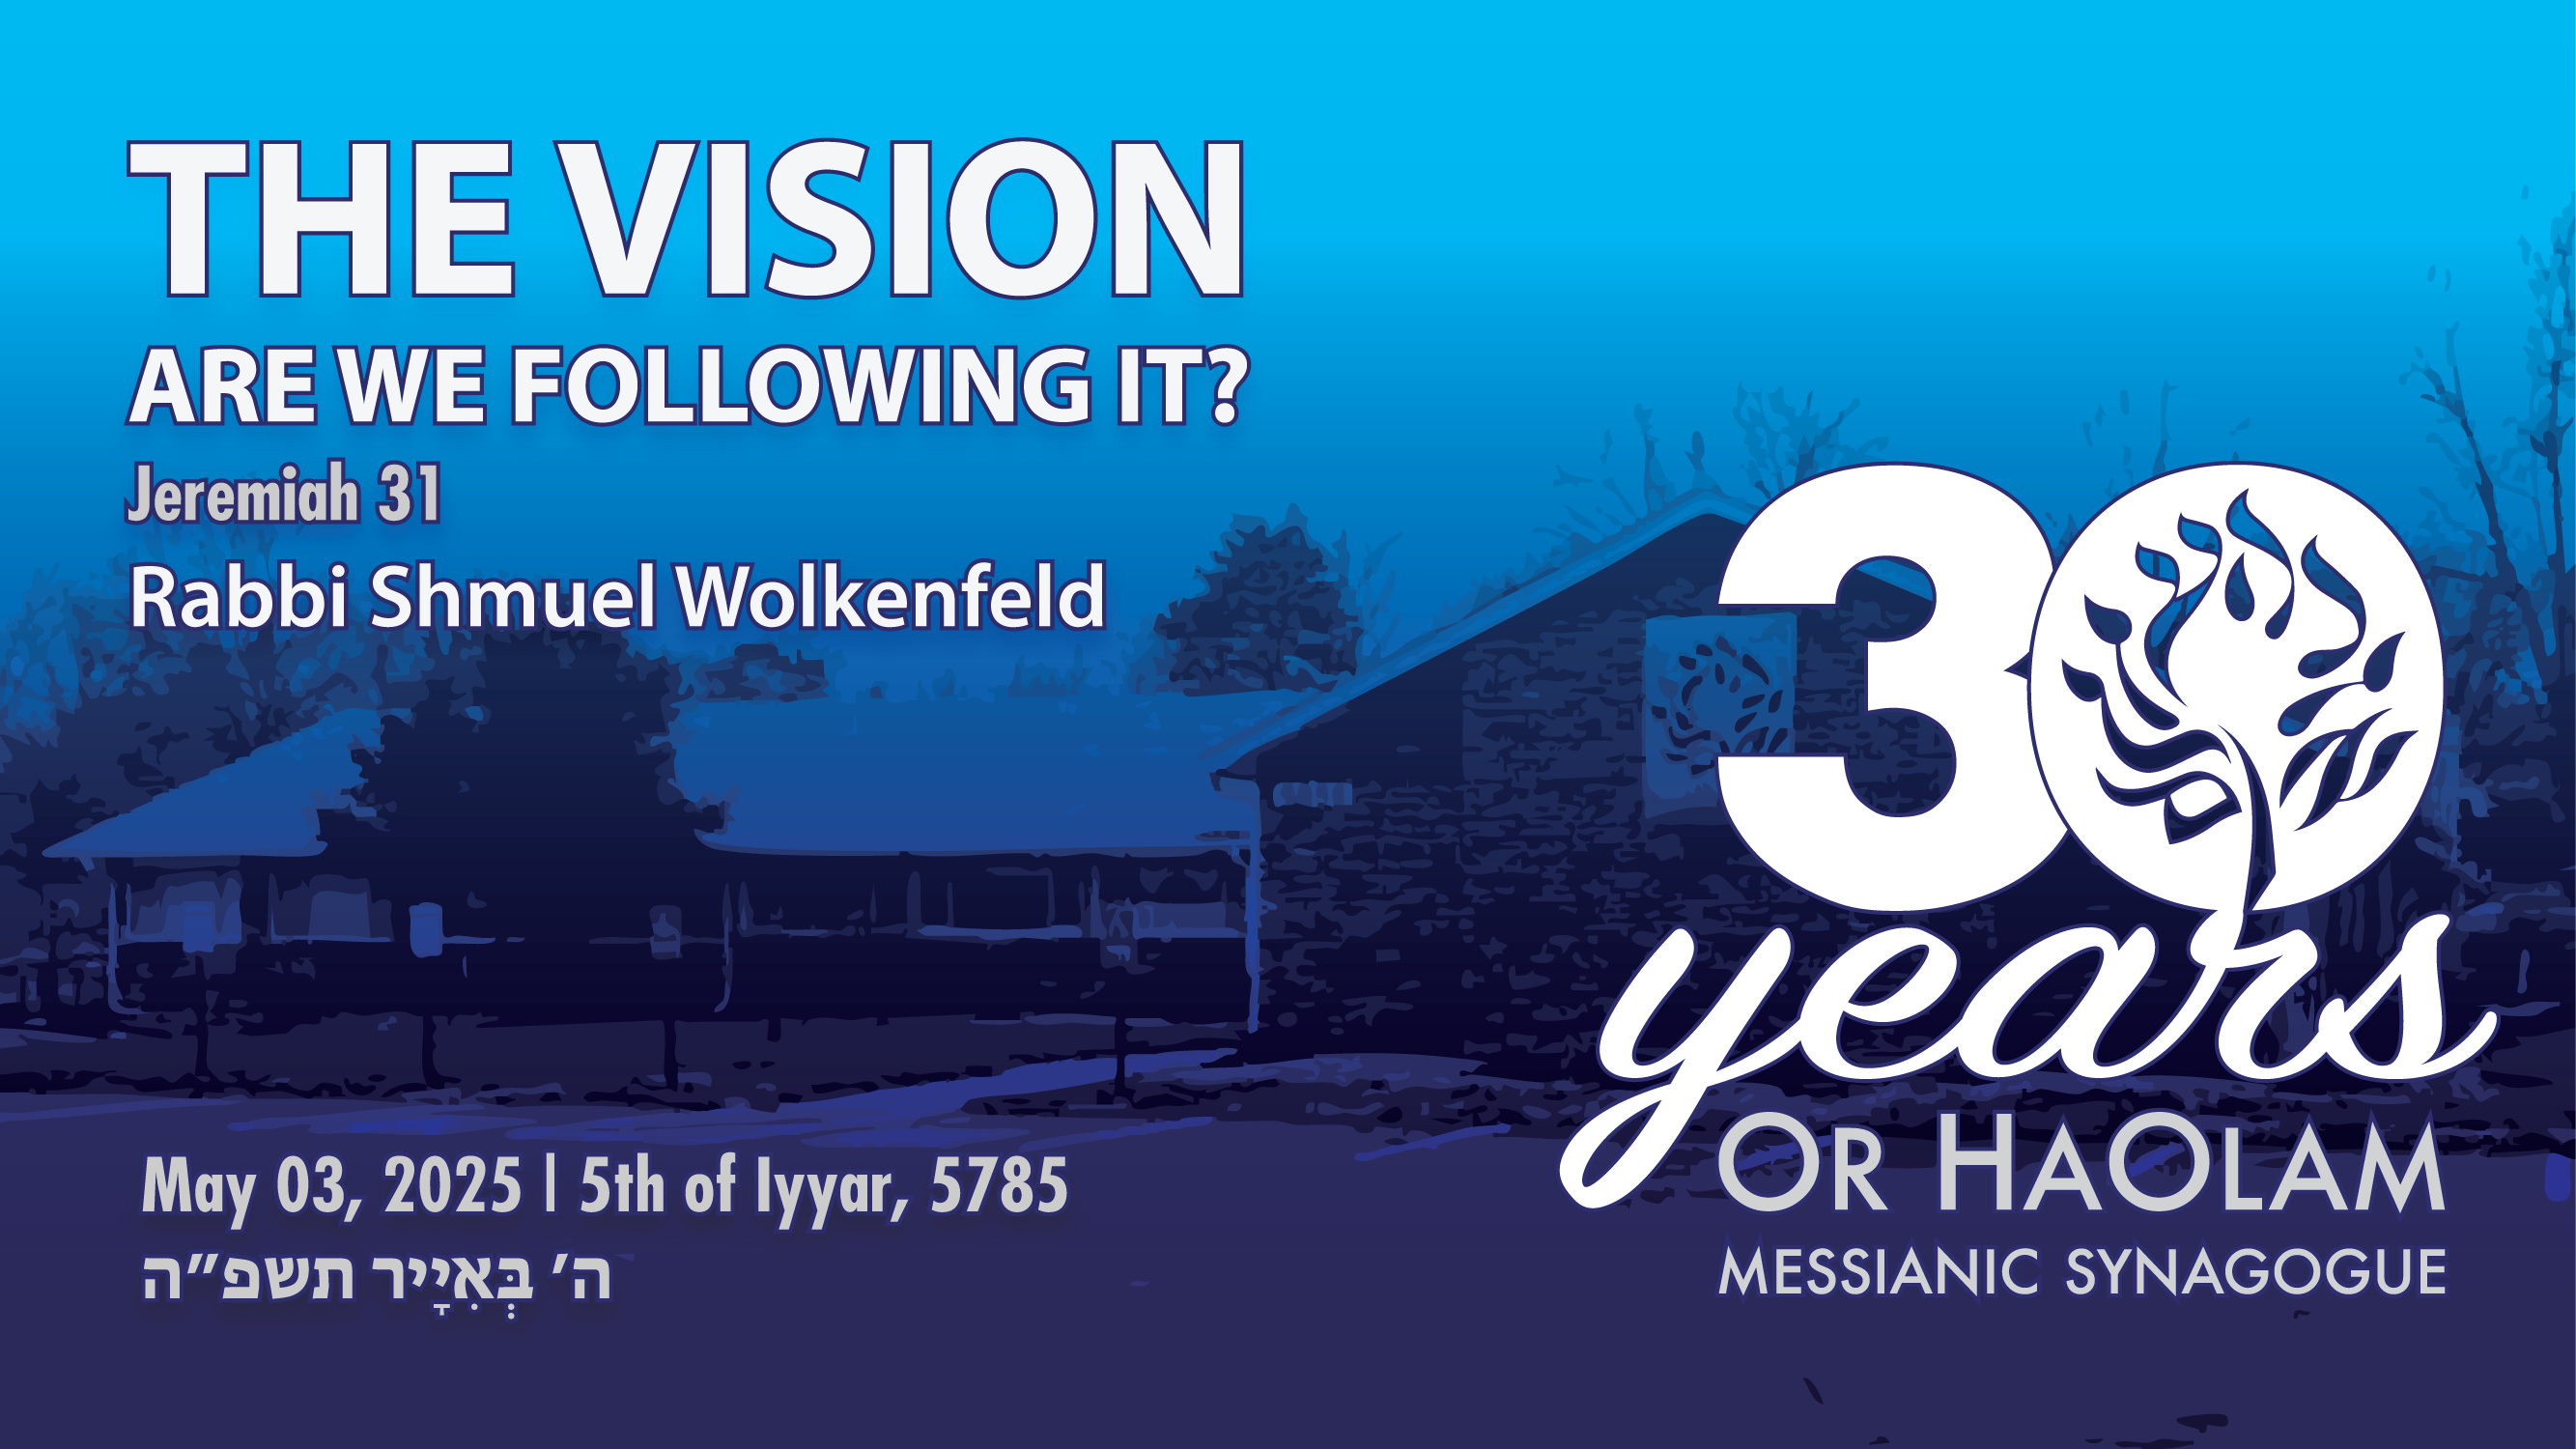 THE VISION
ARE WE FOLLOWING IT?
Jeremiah 31
Rabbi Shmuel Wolkenfeld
30
years
OR HAOLAM
MESSIANIC SYNAGOGUE
May 03, 2025 | 5th of Iyyar, 5785
ה׳ בְּאִיָיר תשפ״ה